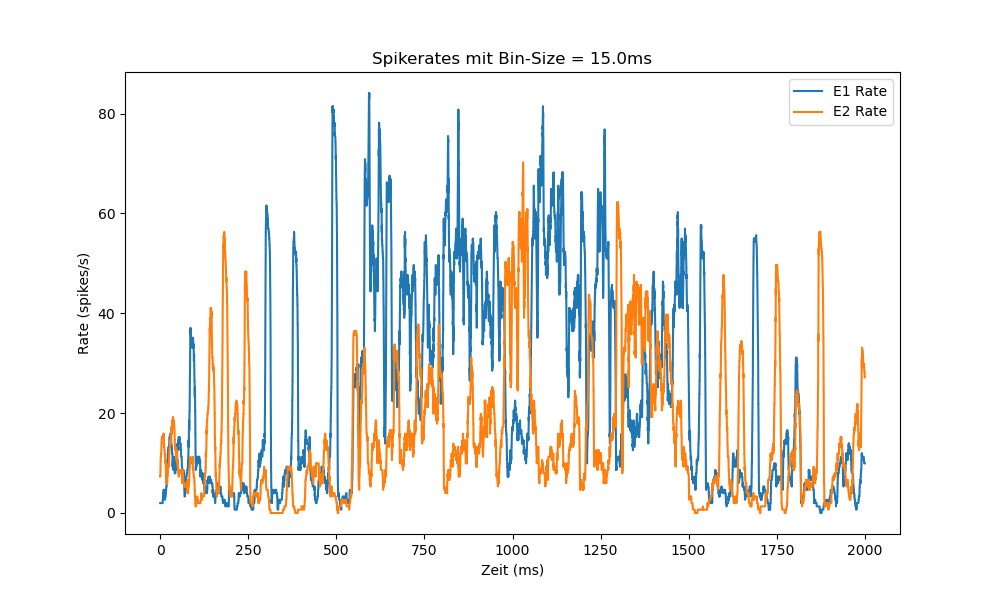 Spikerates mit Bin-Size = 15.0ms
E1 Rate
E2 Rate
80
60
40
20
0
Rate (spikes/s)
0 250 500 750 1000 1250 1500 1750 2000
Zeit (ms)